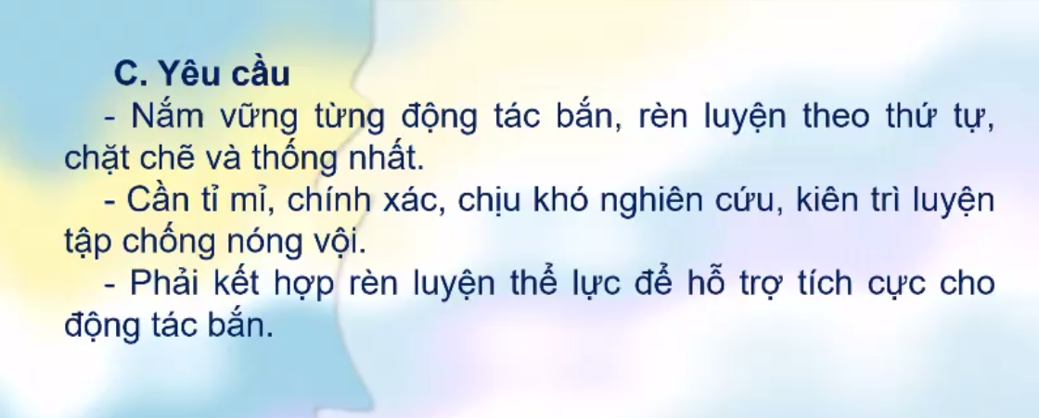 C. Yêu cầu
- Nắm vững từng động tác bắn, rèn luyện theo thứ tự,
chặt chẽ và thống nhất.
- Cần tỉ mỉ, chính xác, chịu khó nghiên cứu, kiên trì luyện
tập chống nóng vội.
- Phải kết hợp rèn luyện thể lực để hỗ trợ tích cực cho
động tác bắn.